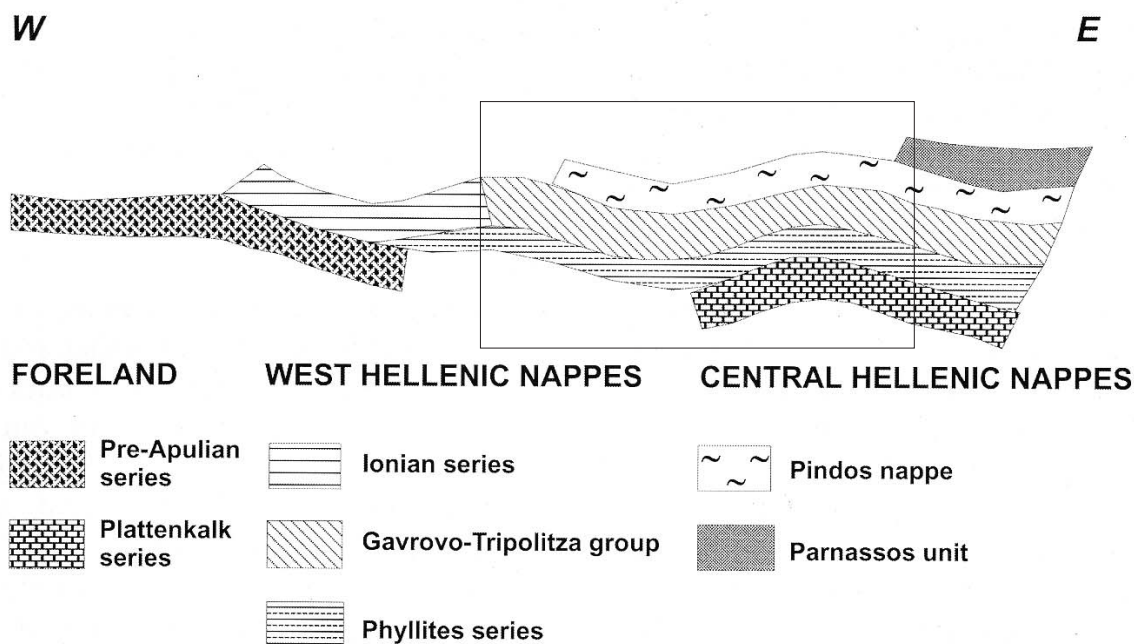 W E
FORELAND WEST HELLENIC NAPPES CENTRAL HELLENIC NAPPES
Pre-Apulian
series
Plattenkalk
series
Ionian series
Gavrovo-Tripolitza group
Phyllites series
Pindos nappe
Parnassos unit